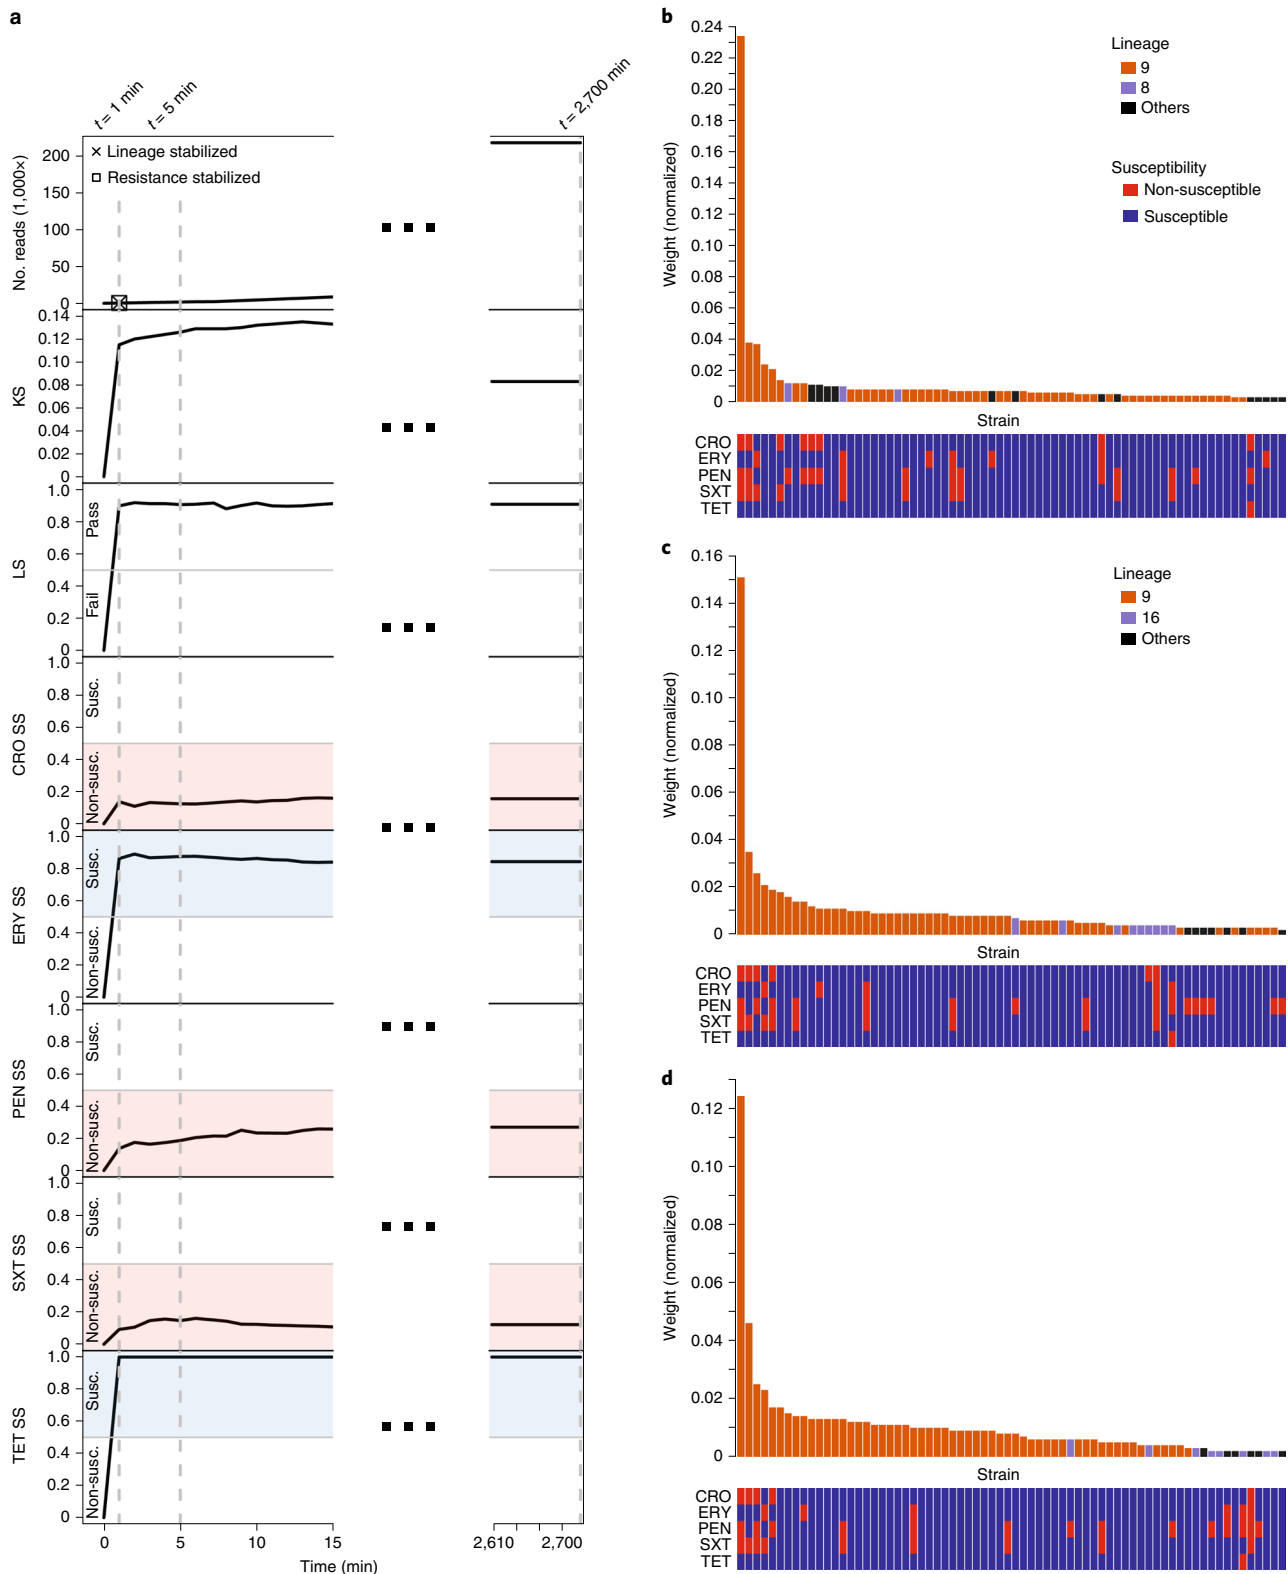 a
t = 1 min
t = 5 min
t = 2,700 min
× Lineage stabilized
Resistance stabilized
No. reads (1,000×)
200
150
100
50
0
KS
0.14
0.12
0.10
0.08
0.06
0.04
0.02
0
LS
Pass
Fail
1.0
0.8
0.6
0.4
0.2
0
CRO SS
Susc.
Non-susc.
1.0
0.8
0.6
0.4
0.2
0
ERY SS
Susc.
Non-susc.
1.0
0.8
0.6
0.4
0.2
0
PEN SS
Susc.
Non-susc.
1.0
0.8
0.6
0.4
0.2
0
SXT SS
Susc.
Non-susc.
1.0
0.8
0.6
0.4
0.2
0
TET SS
Susc.
Non-susc.
1.0
0.8
0.6
0.4
0.2
0
0 5 10 15 2,610 2,700
Time (min)
b
Weight (normalized)
0.24
0.22
0.20
0.18
0.16
0.14
0.12
0.10
0.08
0.06
0.04
0.02
0
Lineage
9
8
Others
Susceptibility
Non-susceptible
Susceptible
Strain
CRO
ERY
PEN
SXT
TET
c
Weight (normalized)
0.16
0.14
0.12
0.10
0.08
0.06
0.04
0.02
0
Lineage
9
16
Others
Strain
CRO
ERY
PEN
SXT
TET
d
Weight (normalized)
0.12
0.10
0.08
0.06
0.04
0.02
0
Strain
CRO
ERY
PEN
SXT
TET